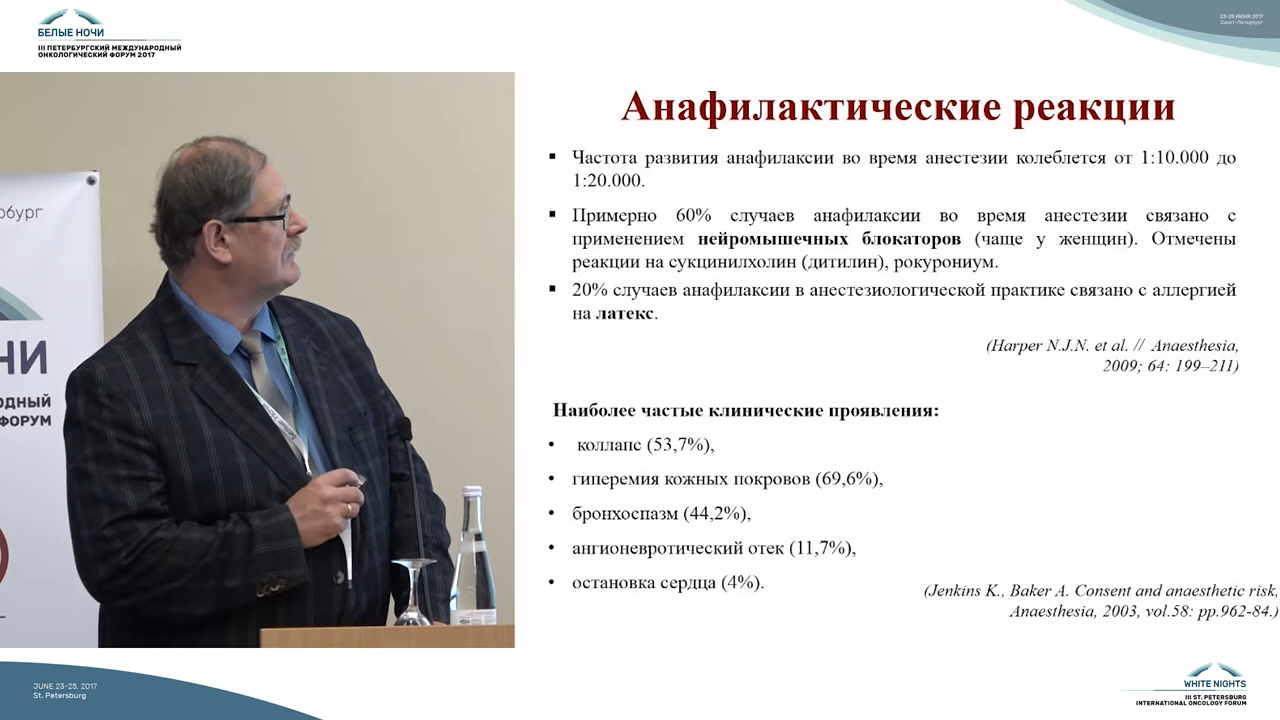 БЕЛЫЕ НОЧИ
III ПЕТЕРБУРГСКИЙ МЕЖДУНАРОДНЫЙ
ОНКОЛОГИЧЕСКИЙ ФОРУМ 2017
23-25 ИЮНЯ 2017
Санкт-Петербург
Анафилактические реакции
▪ Частота развития анафилаксии во время анестезии колеблется от 1:10.000 до
1:20.000.
▪ Примерно 60% случаев анафилаксии во время анестезии связано с
применением нейромышечных блокаторов (чаще у женщин). Отмечены
реакции на сукцинилхолин (дитилин), рокурониум.
▪ 20% случаев анафилаксии в анестезиологической практике связано с аллергией
на латекс.
(Harper N.J.N. et al. // Anaesthesia,
2009; 64: 199–211)
Наиболее частые клинические проявления:
• коллапс (53,7%),
• гиперемия кожных покровов (69,6%),
• бронхоспазм (44,2%),
• ангионевротический отек (11,7%),
• остановка сердца (4%).
(Jenkins K., Baker A. Consent and anaesthetic risk,
Anaesthesia, 2003, vol.58: pp.962-84.)
рбург
ЧИ
ОДНЫЙ
ФОРУМ
JUNE 23-25, 2017
St. Petersburg
WHITE NIGHTS
III ST. PETERSBURG
INTERNATIONAL ONCOLOGY FORUM